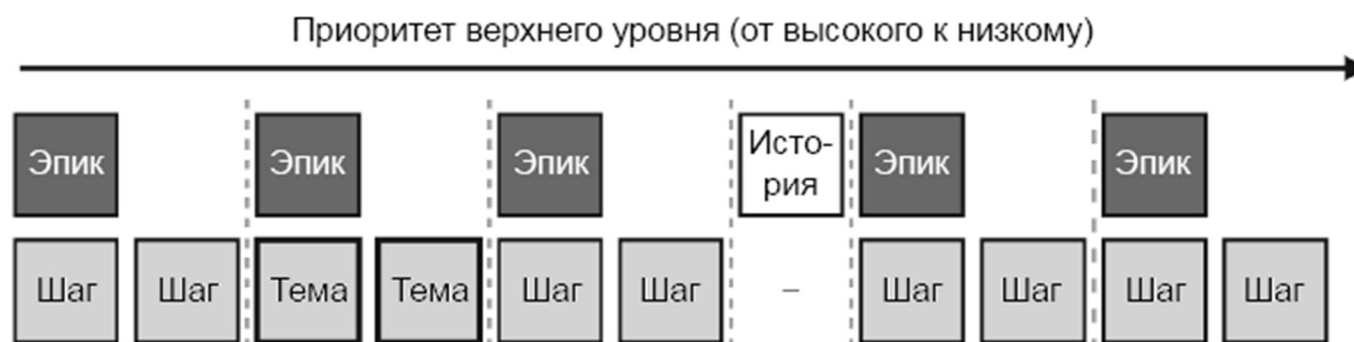 Приоритет верхнего уровня (от высокого к низкому)
Эпик Эпик Эпик Исто-
рия Эпик Эпик
Шаг Шаг Тема Тема Шаг Шаг – Шаг Шаг Шаг Шаг